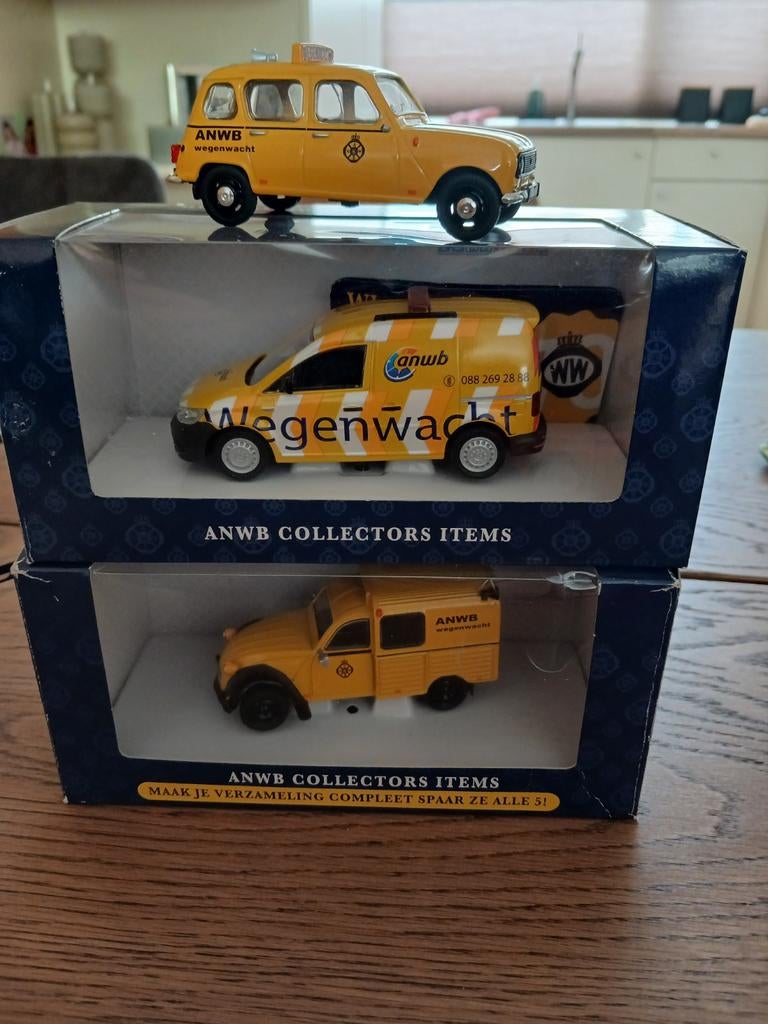 ANWB
wegenwacht
anwb
088 269 28 88
Wegenwacht
WW
ANWB COLLECTORS ITEMS
ANWB
wegenwacht
ANWB COLLECTORS ITEMS
MAAK JE VERZAMELING COMPLEET SPAAR ZE ALLE 5!